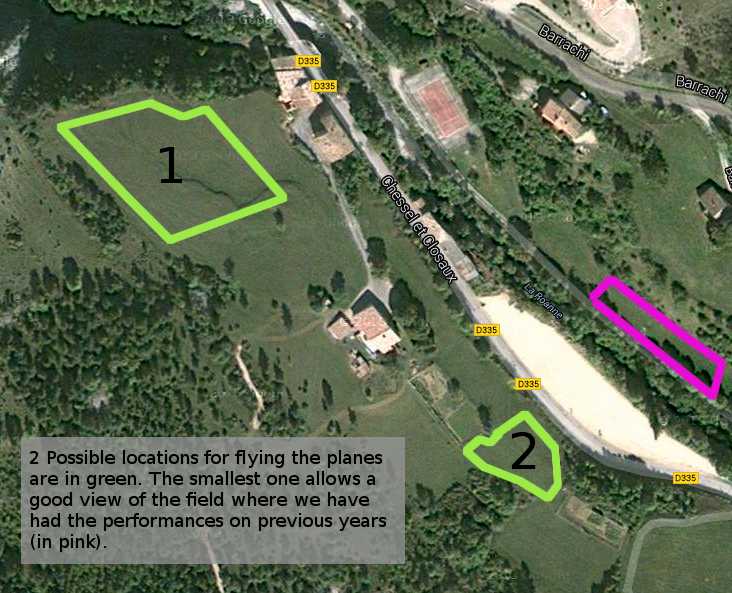 Barrachi
D335
D335
Barrachi
1
Chessel et Closaux
La Roanne
D335
D335
2
D335
2 Possible locations for flying the planes
are in green. The smallest one allows a
good view of the field where we have
had the performances on previous years
(in pink).